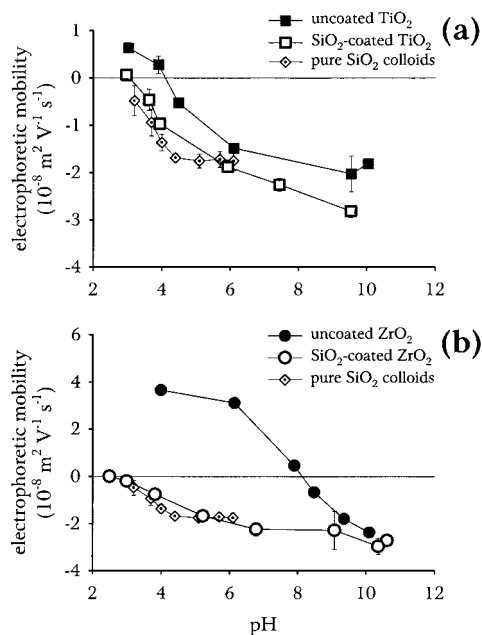 uncoated TiO₂
SiO₂-coated TiO₂
pure SiO₂ colloids
(a)
1
0
-1
-2
-3
-4
electrophoretic mobility
(10⁻⁸ m² V⁻¹ s⁻¹)
2 4 6 8 10 12
uncoated ZrO₂
SiO₂-coated ZrO₂
pure SiO₂ colloids
(b)
6
4
2
0
-2
-4
electrophoretic mobility
(10⁻⁸ m² V⁻¹ s⁻¹)
2 4 6 8 10 12
pH